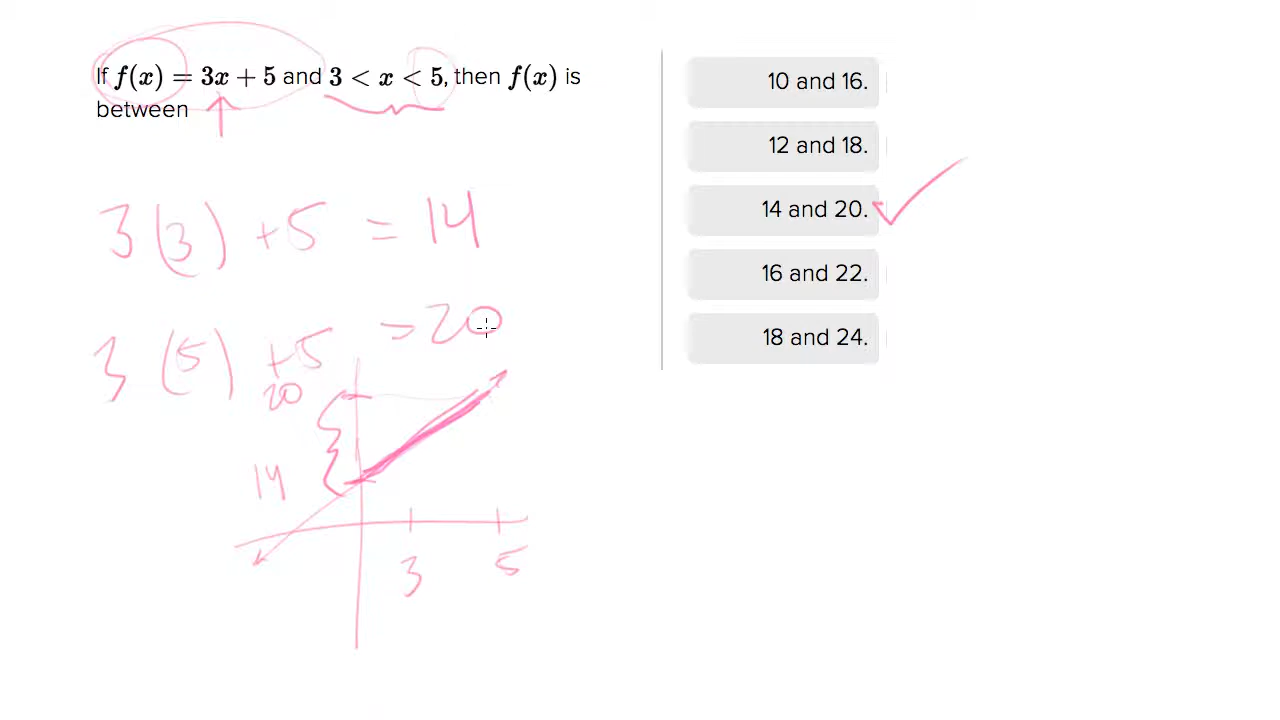 If f(x) = 3x + 5 and 3 < x < 5, then f(x) is
between
3(3) +5 = 14
3(5) +5 = 20
20
14
3 5
10 and 16.
12 and 18.
14 and 20.
16 and 22.
18 and 24.